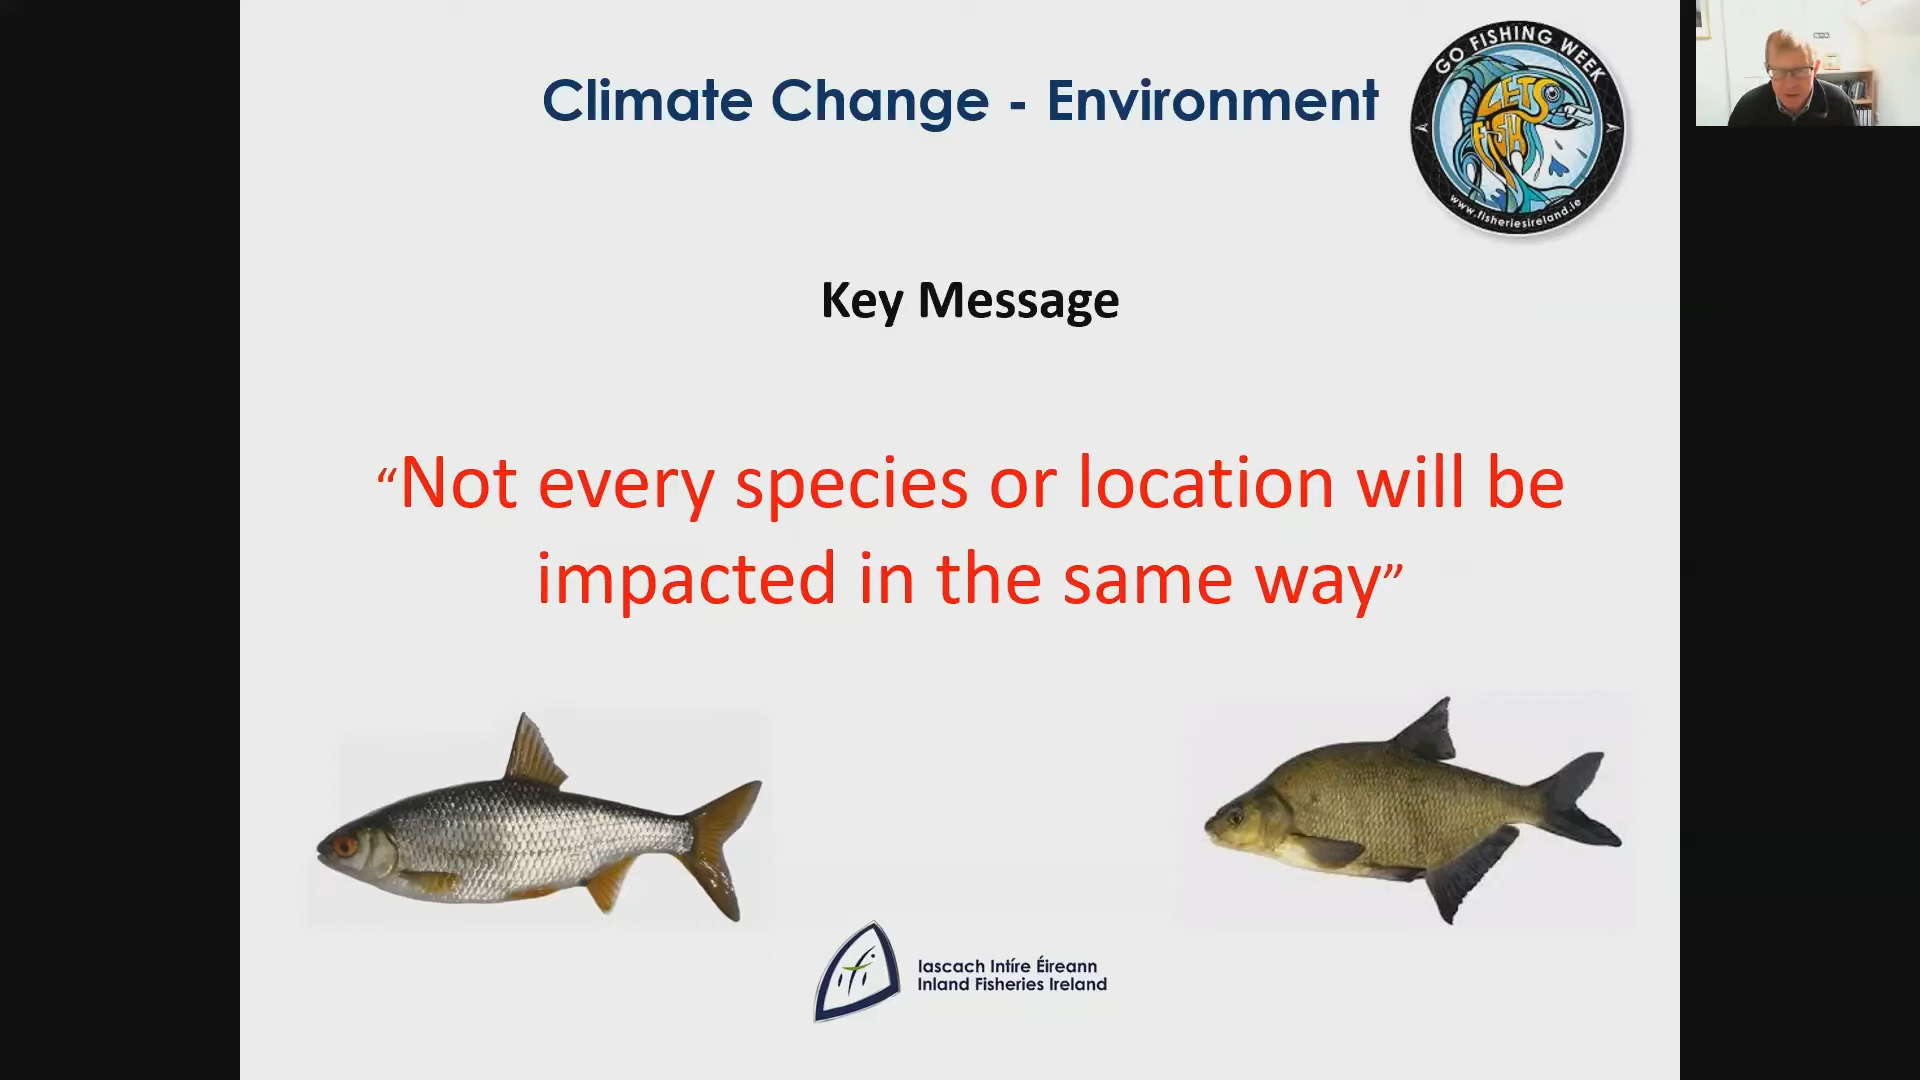 Climate Change - Environment
GO FISHING WEEK
LETS
FISH
www.fisheriesireland.ie
Key Message
“Not every species or location will be
impacted in the same way”
ifi
Iascach Intíre Éireann
Inland Fisheries Ireland